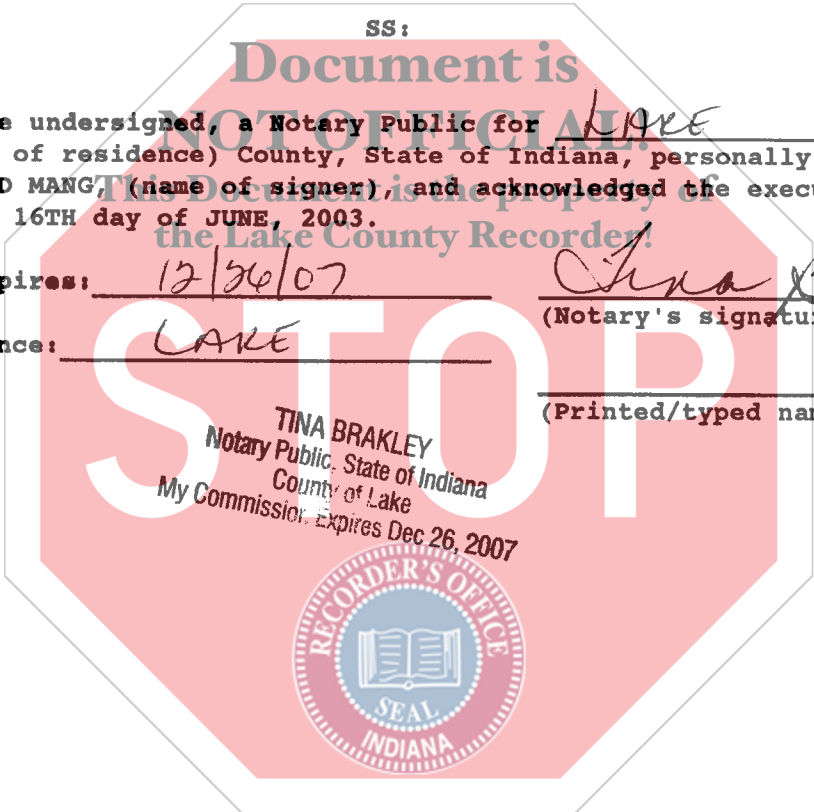 SS:
Document is
NOT OFFICIAL!
e undersigned, a Notary Public for LAKE
of residence) County, State of Indiana, personally
D MANG, (name of signer), and acknowledged the execu
This Document is the property of
16TH day of JUNE, 2003.
the Lake County Recorder!
pires: 12/26/07
Tina
(Notary's signatu
nce: LAKE
STOP
(Printed/typed nam
TINA BRAKLEY
Notary Public, State of Indiana
County of Lake
My Commission Expires Dec 26, 2007
RECORDER'S OFFICE
SEAL
INDIANA